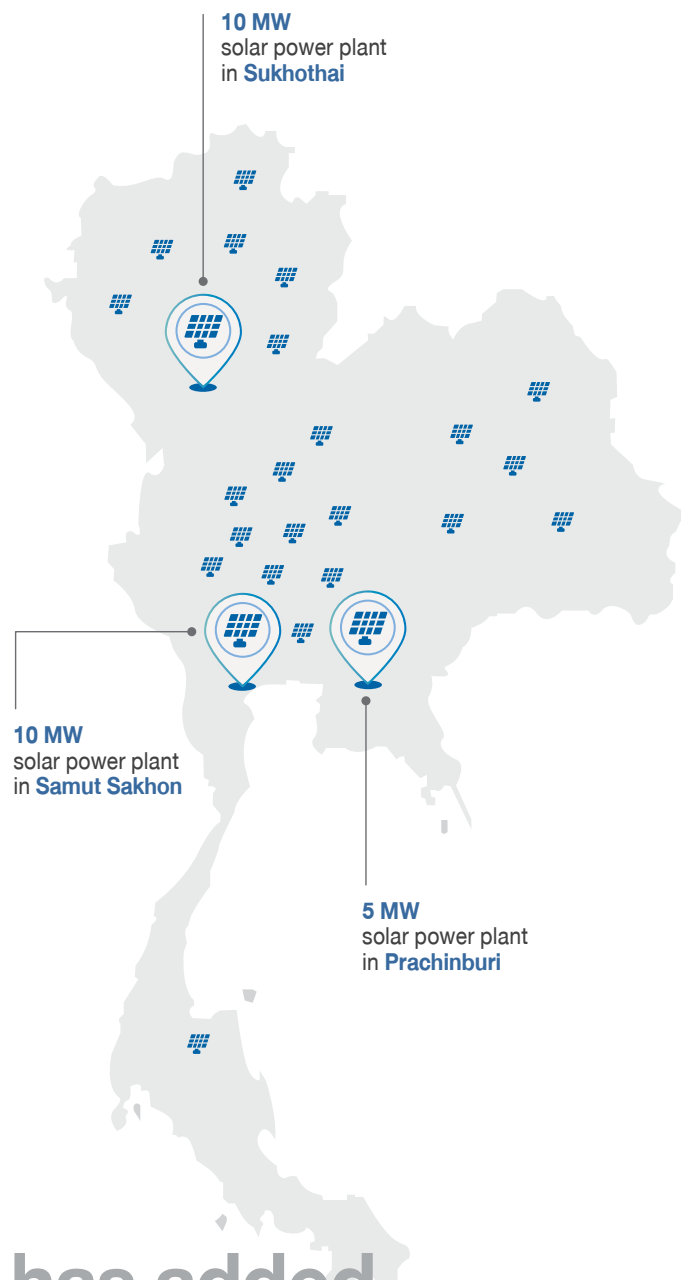 10 MW
solar power plant
in Sukhothai
10 MW
solar power plant
in Samut Sakhon
5 MW
solar power plant
in Prachinburi
has added